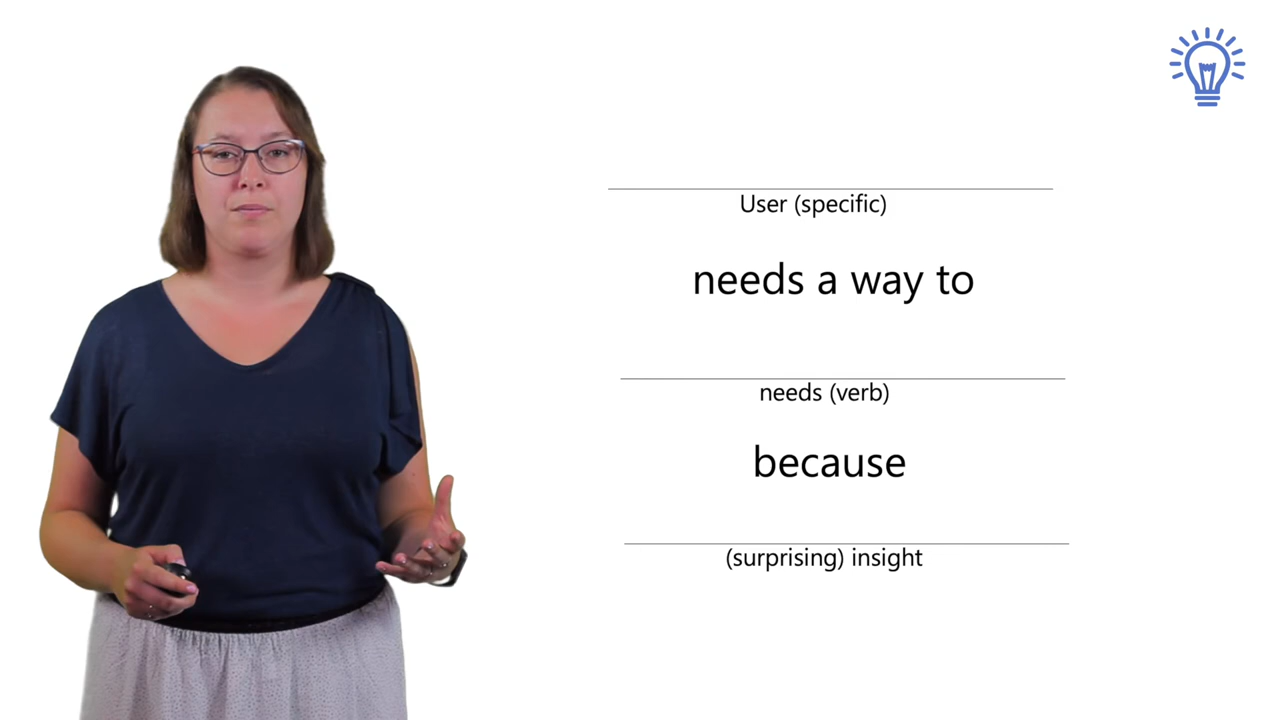 User (specific)
needs a way to
needs (verb)
because
(surprising) insight